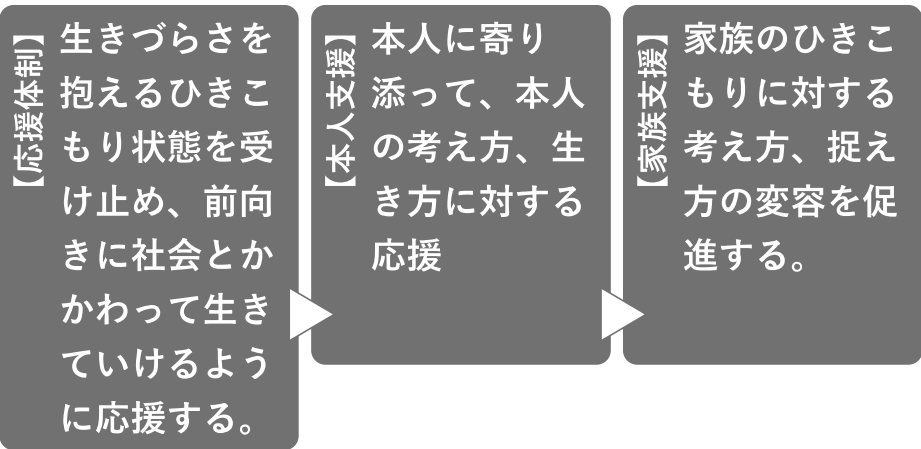 【応援体制】
生きづらさを
抱えるひきこ
もり状態を受
け止め、前向
きに社会とか
かわって生き
ていけるよう
に応援する。
【本人支援】
本人に寄り
添って、本人
の考え方、生
き方に対する
応援
【家族支援】
家族のひきこ
もりに対する
考え方、捉え
方の変容を促
進する。